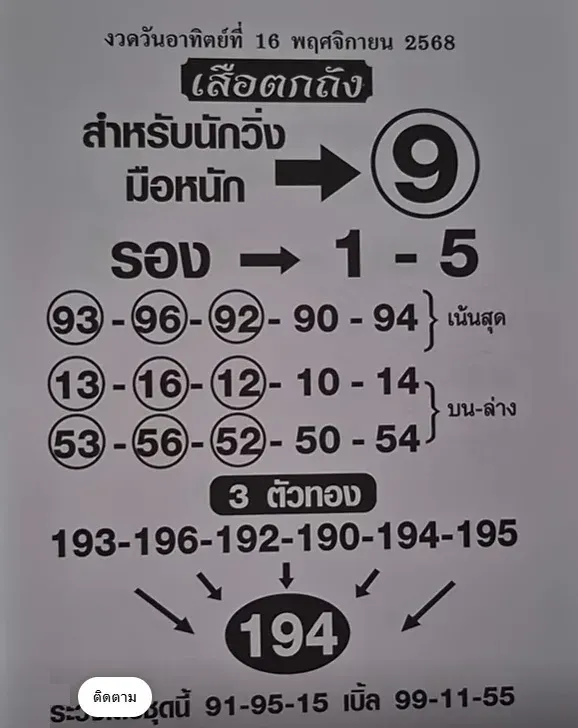 งวดวันอาทิตย์ที่ 16 พฤศจิกายน 2568
เสือตกถัง
สำหรับนักวิ่ง
มือหนัก
9
รอง 1 - 5
93 - 96 - 92 - 90 - 94 เน้นสุด
13 - 16 - 12 - 10 - 14
บน-ล่าง
53 - 56 - 52 - 50 - 54
3 ตัวทอง
193-196-192-190-194-195
194
ติดตาม
ชุดนี้ 91-95-15 เบิ้ล 99-11-55